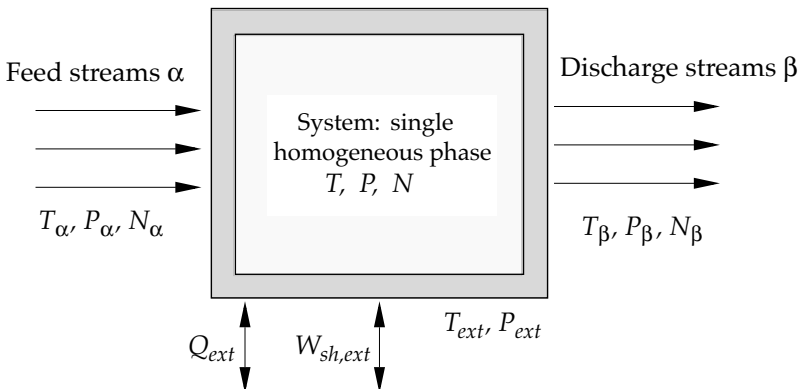 Feed streams α
Discharge streams β
System: single
homogeneous phase
T, P, N
Tα, Pα, Nα
Tβ, Pβ, Nβ
Text, Pext
Qext
Wsh,ext